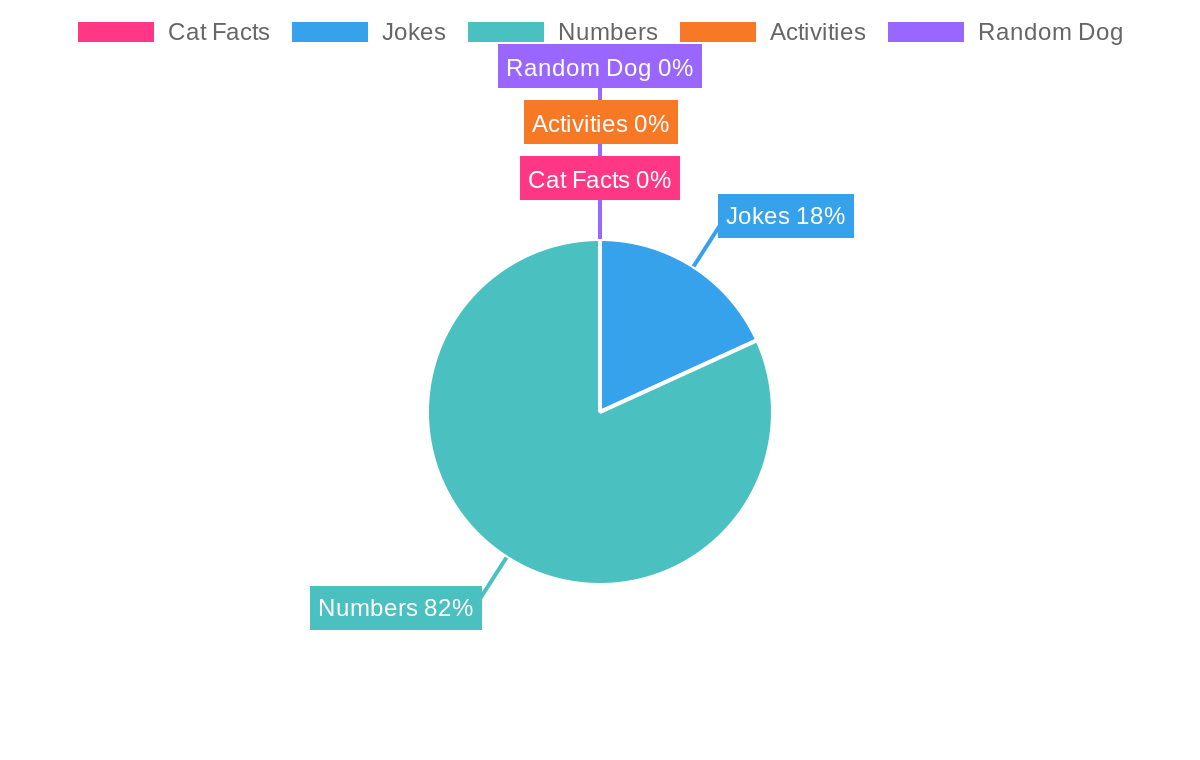 Cat Facts Jokes Numbers Activities Random Dog
Random Dog 0%
Activities 0%
Cat Facts 0%
Jokes 18%
Numbers 82%